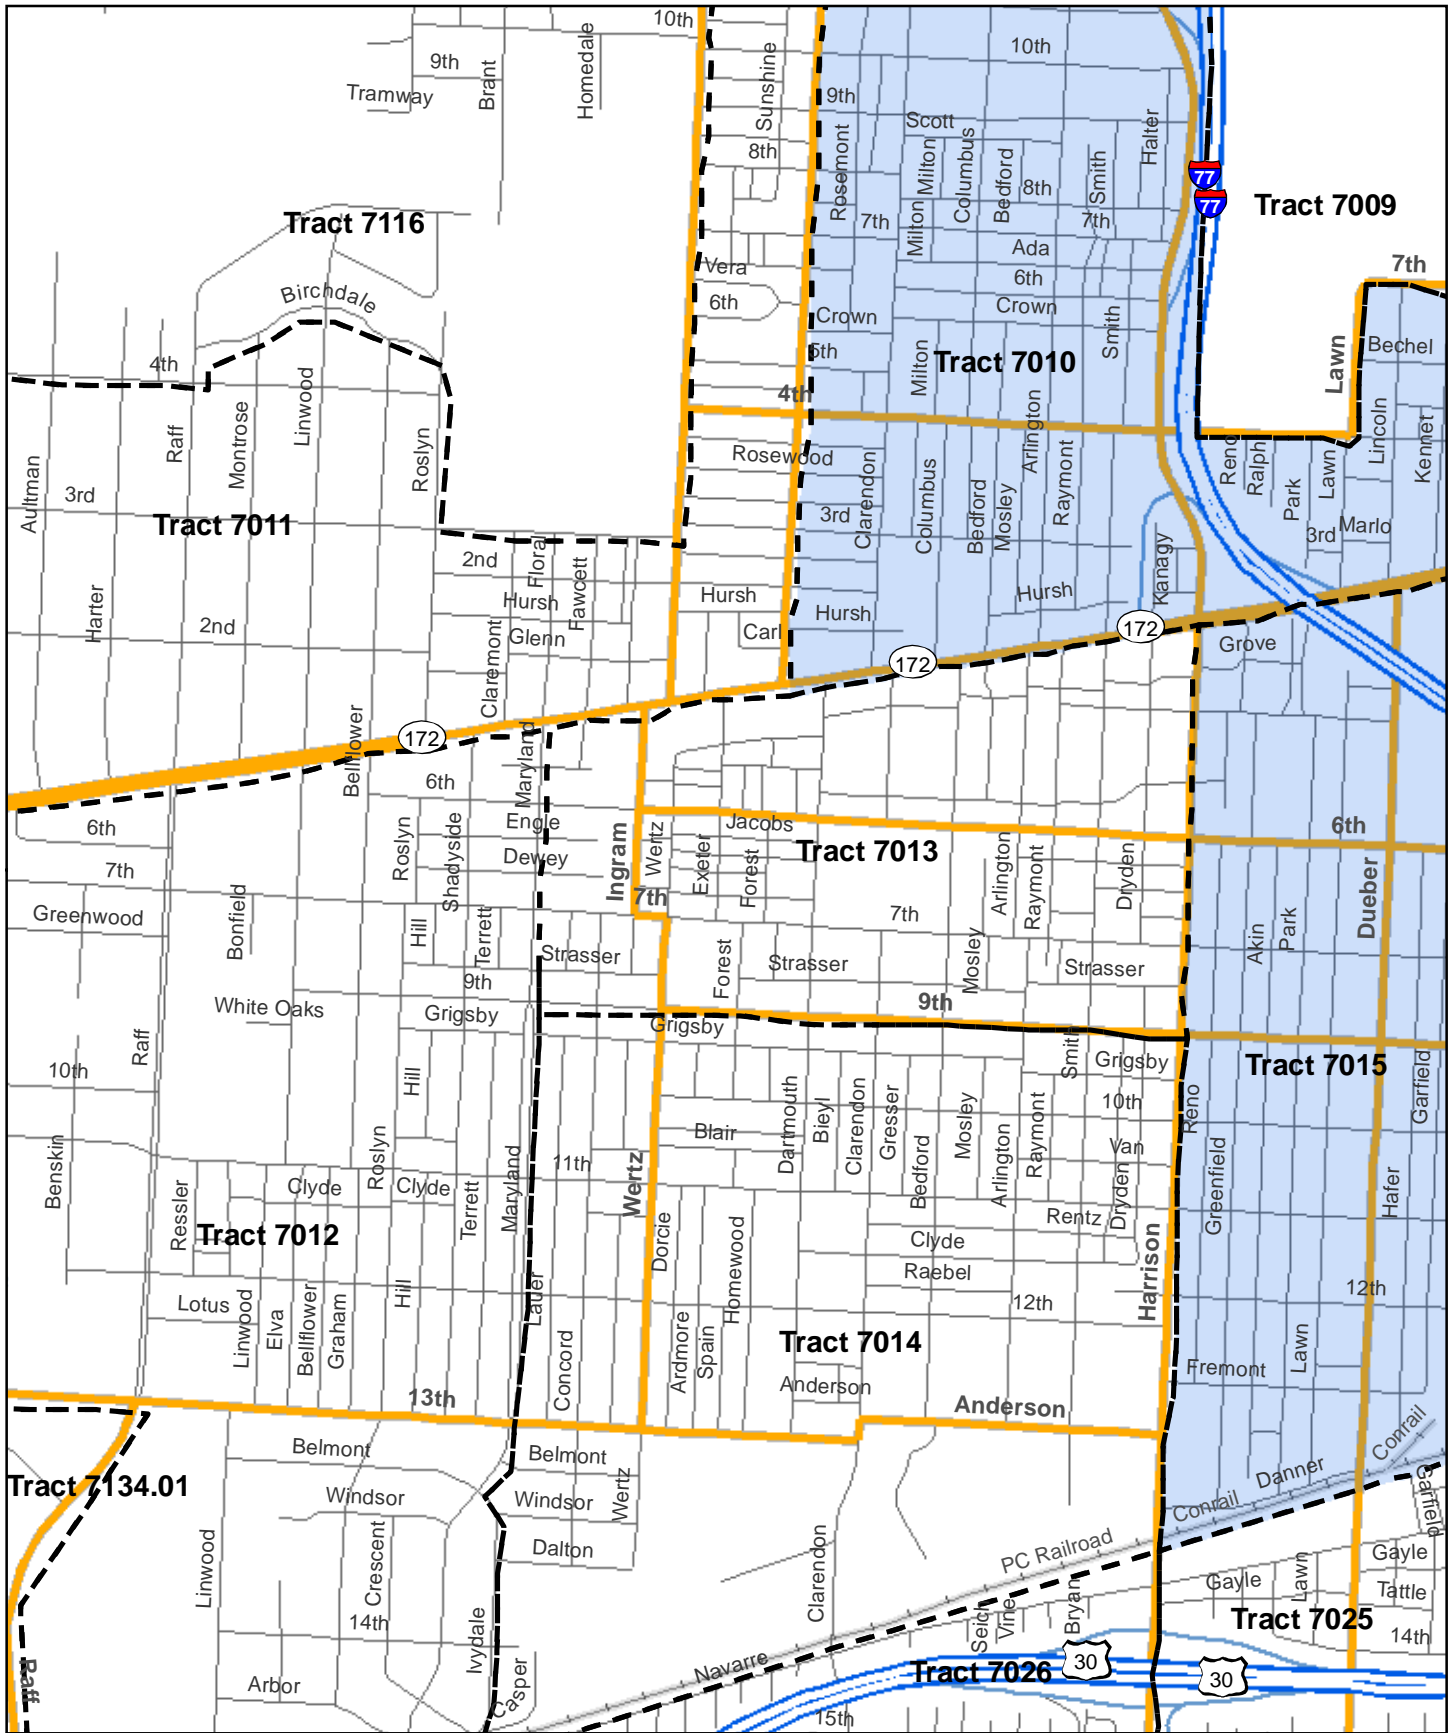 10th
9th
Tramway
Brant
Homedale
Sunshine
8th
10th
9th
Scott
Rosemont
Milton
Columbus
Bedford
8th
Smith
Halter
77
77
Tract 7009
Tract 7116
7th
Milton
7th
Ada
6th
Crown
Vera
6th
Birchdale
Crown
5th
Milton
Tract 7010
Smith
7th
Lawn
Bechel
4th
4th
Raff
Montrose
Linwood
Roslyn
Rosewood
Arlington
Reno
Ralph
Lincoln
Kennet
Aultman
3rd
Tract 7011
3rd
Clarendon
Columbus
Bedford
Mosley
Raymont
Park
Lawn
3rd
Marlo
2nd
Floral
Fawcett
Hursh
Glenn
Hursh
Carl
Hursh
Hursh
Kanagy
Harter
2nd
Claremont
172
172
Grove
172
Bellflower
Maryland
6th
6th
Roslyn
Shadyside
Engle
Dewey
Ingram
Wertz
Exeter
Jacobs
Forest
Tract 7013
Arlington
Raymont
Dryden
6th
7th
7th
7th
Dueber
Greenwood
Bonfield
Hill
Terrett
Strasser
Forest
Strasser
Mosley
Strasser
Akin
Park
9th
White Oaks
Grigsby
9th
Grigsby
Smith
Grigsby
Tract 7015
Raff
10th
Hill
Dartmouth
Bieyl
Clarendon
Gresser
Mosley
Raymont
10th
Reno
Garfield
Blair
Van
Benskin
Roslyn
11th
Wertz
Bedford
Arlington
Dryden
Greenfield
Hafer
Ressler
Clyde
Clyde
Terrett
Maryland
Dorcie
Homewood
Rentz
Tract 7012
Clyde
Raebel
Harrison
Lotus
Linwood
Elva
Bellflower
Graham
Hill
Lauer
12th
12th
Concord
Ardmore
Spain
Tract 7014
Anderson
Fremont
Lawn
13th
Anderson
Belmont
Belmont
Conrail
Tract 7134.01
Windsor
Windsor
Wertz
Danner
Conrail
Garfield
Linwood
Crescent
Dalton
Clarendon
PC Railroad
Gayle
Gayle
Lawn
Tattle
14th
Ivydale
Seich
Vine
Bryan
Tract 7025
14th
Raff
Arbor
Casper
Navarre
Tract 7026
30
30
15th